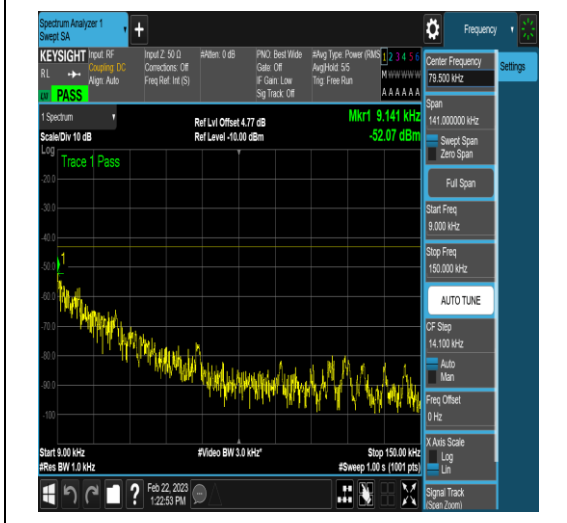 Spectrum Analyzer 1
Swept SA
+
Frequency
KEYSIGHT
RL
PASS
Input: RF
Coupling: DC
Align: Auto
Input Z: 50 Ω
Corrections: Off
Freq Ref: Int (S)
#Atten: 0 dB
PNO: Best Wide
Gate: Off
IF Gain: Low
Sig Track: Off
#Avg Type: Power (RMS
Avg|Hold: 5/5
Trig: Free Run
1 2 3 4 5 6
M W W W W W
A A A A A A
1 Spectrum
Scale/Div 10 dB
Ref Lvl Offset 4.77 dB
Ref Level -10.00 dBm
Mkr1 9.141 kHz
-52.07 dBm
Log
Trace 1 Pass
-20.0
-30.0
-40.0
-50.0
-60.0
-70.0
-80.0
-90.0
-100
1
Start 9.00 kHz
#Res BW 1.0 kHz
#Video BW 3.0 kHz*
Stop 150.00 kHz
#Sweep 1.00 s (1001 pts)
?
Feb 22, 2023
1:22:53 PM
Center Frequency
79.500 kHz
Settings
Span
141.000000 kHz
Swept Span
Zero Span
Full Span
Start Freq
9.000 kHz
Stop Freq
150.000 kHz
AUTO TUNE
CF Step
14.100 kHz
Auto
Man
Freq Offset
0 Hz
X Axis Scale
Log
Lin
Signal Track
(Span Zoom)